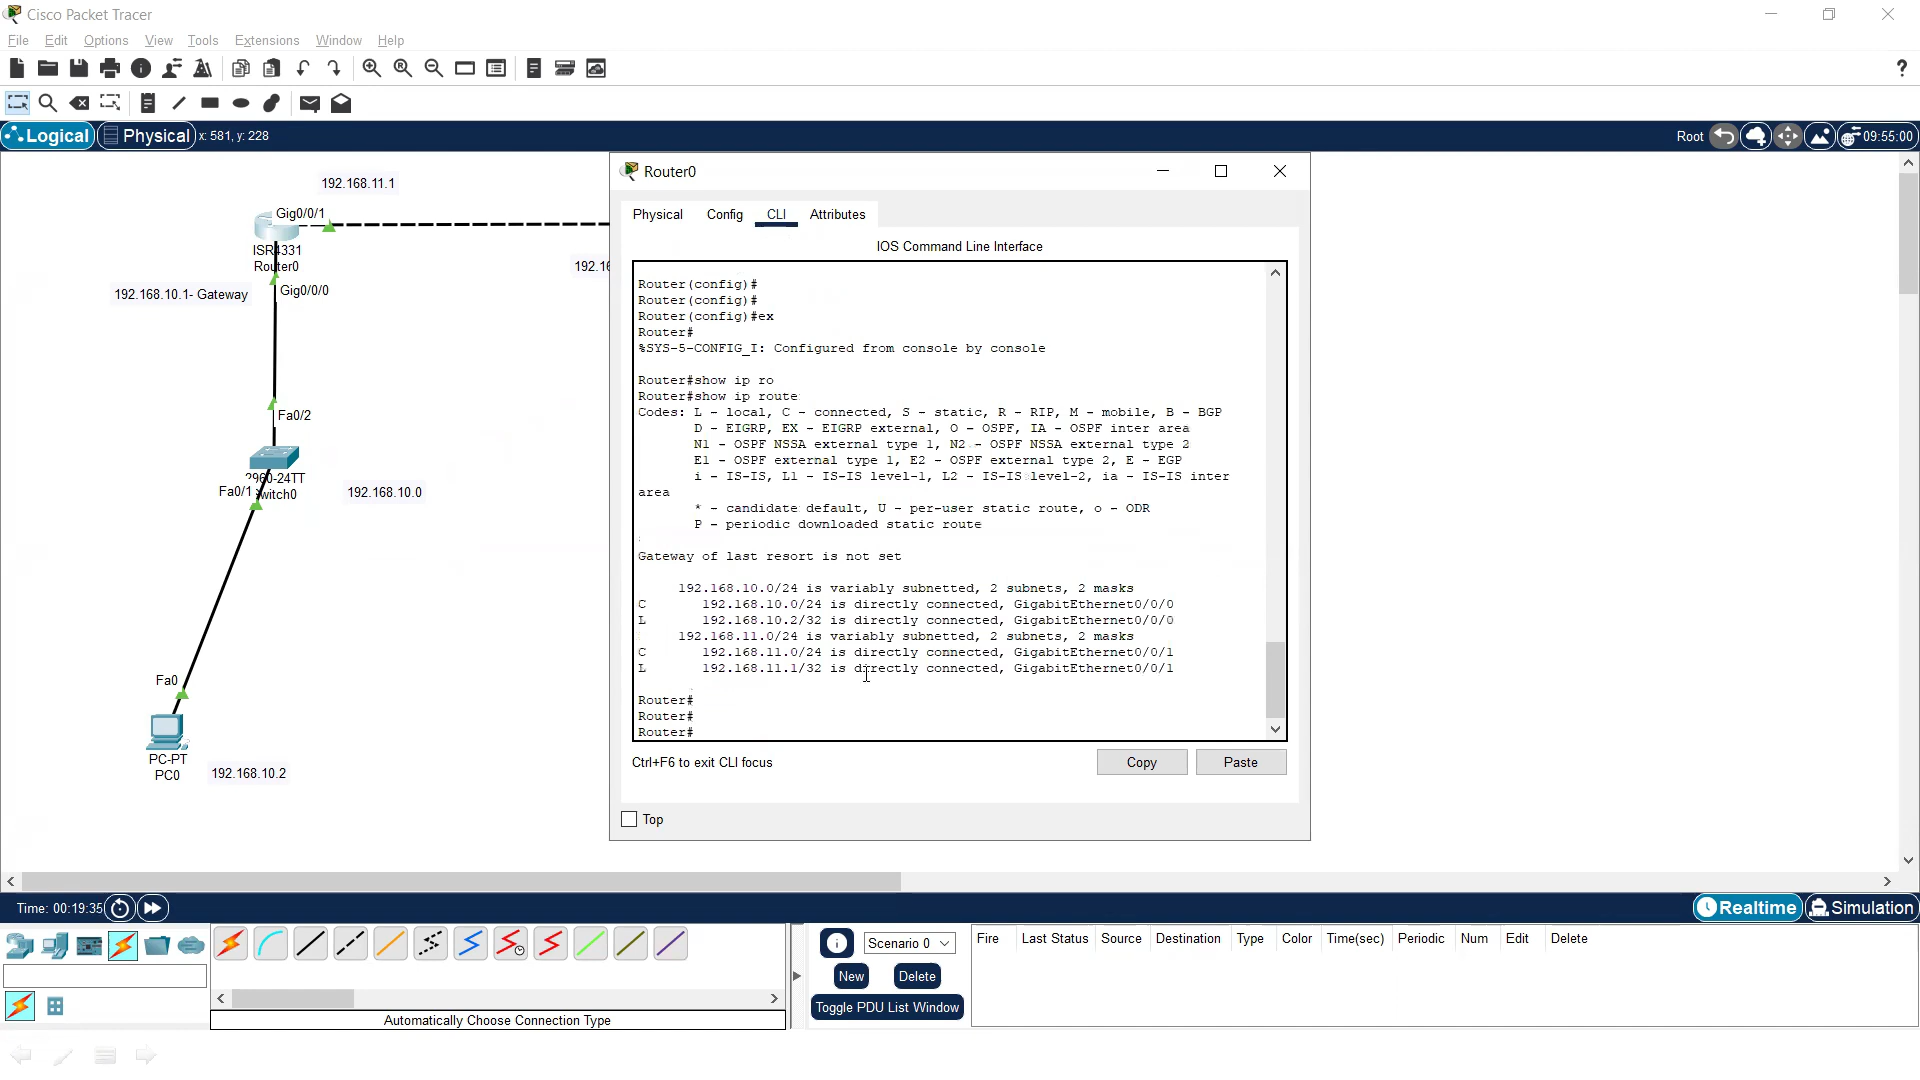 Cisco Packet Tracer
File Edit Options View Tools Extensions Window Help
Logical Physical x: 581, y: 228
Root 09:55:00
192.168.11.1
Gig0/0/1
ISR4331
Router0
192.168.10.1- Gateway
Gig0/0/0
192.16
Fa0/2
2960-24TT
Switch0
Fa0/1
192.168.10.0
Fa0
PC-PT
PC0
192.168.10.2
Router0
Physical Config CLI Attributes
IOS Command Line Interface
Router(config)#
Router(config)#
Router(config)#ex
Router#
%SYS-5-CONFIG_I: Configured from console by console
Router#show ip ro
Router#show ip route
Codes: L - local, C - connected, S - static, R - RIP, M - mobile, B - BGP
D - EIGRP, EX - EIGRP external, O - OSPF, IA - OSPF inter area
N1 - OSPF NSSA external type 1, N2 - OSPF NSSA external type 2
E1 - OSPF external type 1, E2 - OSPF external type 2, E - EGP
i - IS-IS, L1 - IS-IS level-1, L2 - IS-IS level-2, ia - IS-IS inter
area
* - candidate default, U - per-user static route, o - ODR
P - periodic downloaded static route
Gateway of last resort is not set
192.168.10.0/24 is variably subnetted, 2 subnets, 2 masks
C 192.168.10.0/24 is directly connected, GigabitEthernet0/0/0
L 192.168.10.2/32 is directly connected, GigabitEthernet0/0/0
192.168.11.0/24 is variably subnetted, 2 subnets, 2 masks
C 192.168.11.0/24 is directly connected, GigabitEthernet0/0/1
L 192.168.11.1/32 is directly connected, GigabitEthernet0/0/1
Router#
Router#
Router#
Ctrl+F6 to exit CLI focus
Copy
Paste
Top
Time: 00:19:35
Realtime Simulation
Automatically Choose Connection Type
Scenario 0
New
Delete
Toggle PDU List Window
Fire Last Status Source Destination Type Color Time(sec) Periodic Num Edit Delete